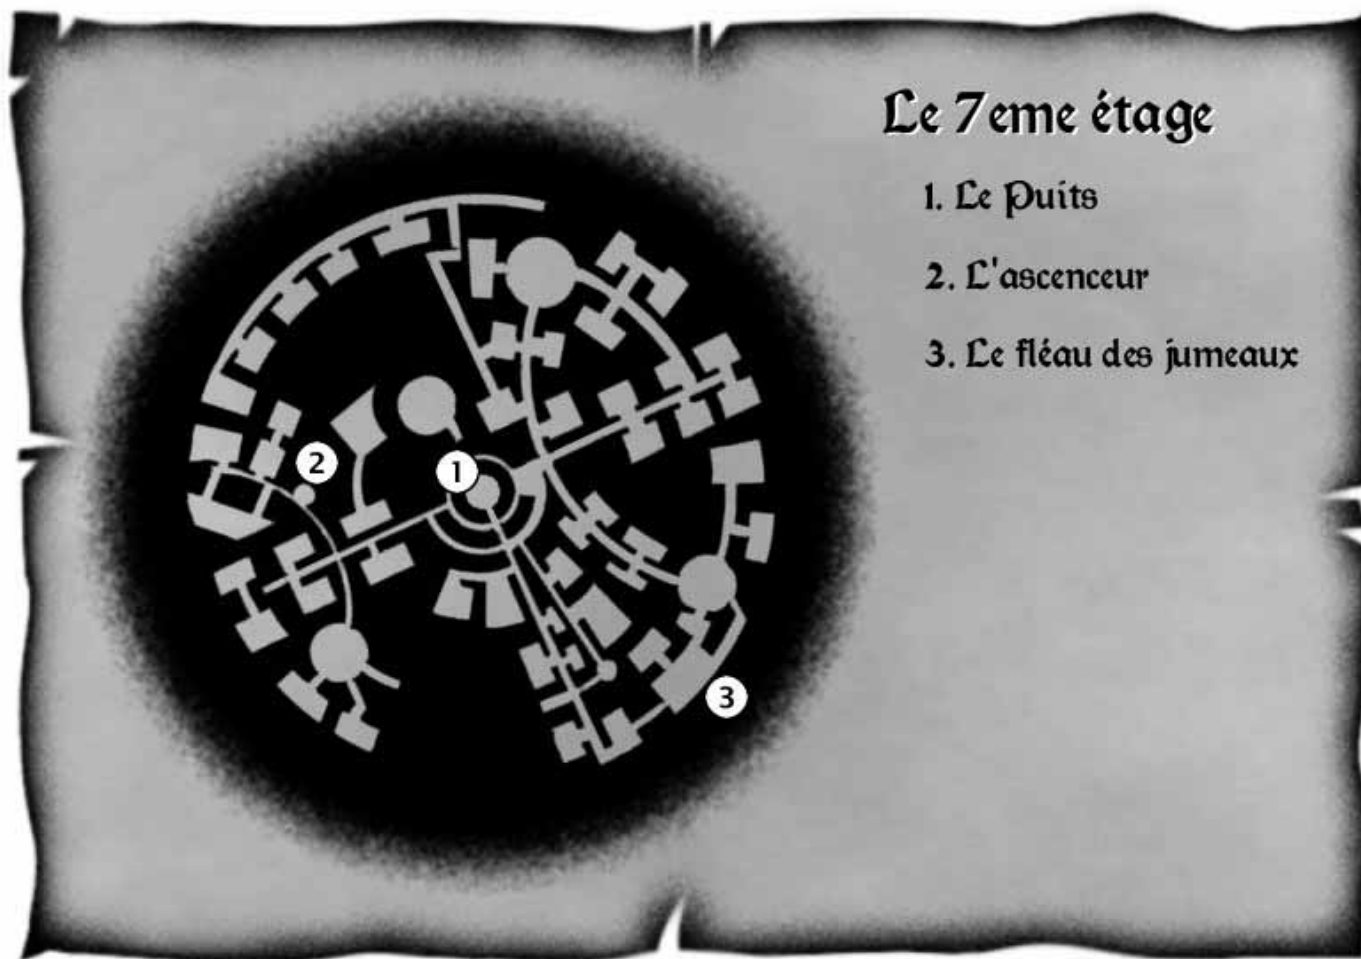 Le 7eme étage
1. Le Puits
2. L'ascenceur
3. Le fléau des jumeaux
2
1
3